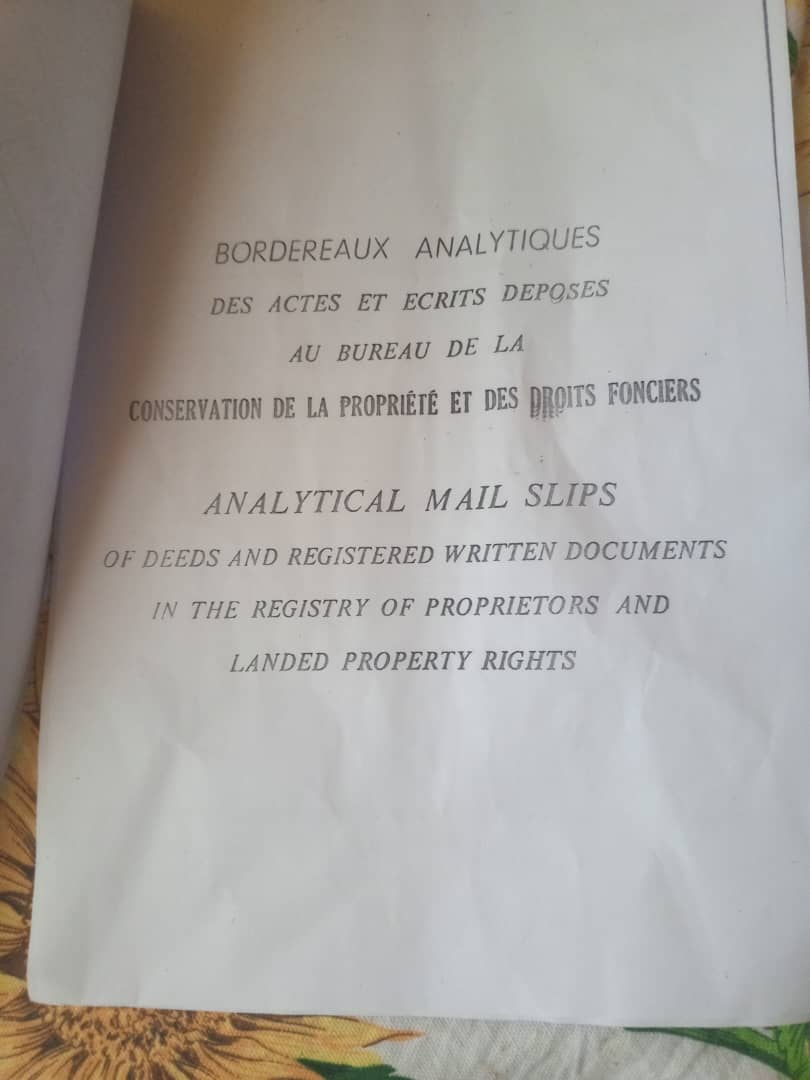 BORDEREAUX ANALYTIQUES
DES ACTES ET ECRITS DEPOSES
AU BUREAU DE LA
CONSERVATION DE LA PROPRIÉTÉ ET DES DROITS FONCIERS
ANALYTICAL MAIL SLIPS
OF DEEDS AND REGISTERED WRITTEN DOCUMENTS
IN THE REGISTRY OF PROPRIETORS AND
LANDED PROPERTY RIGHTS